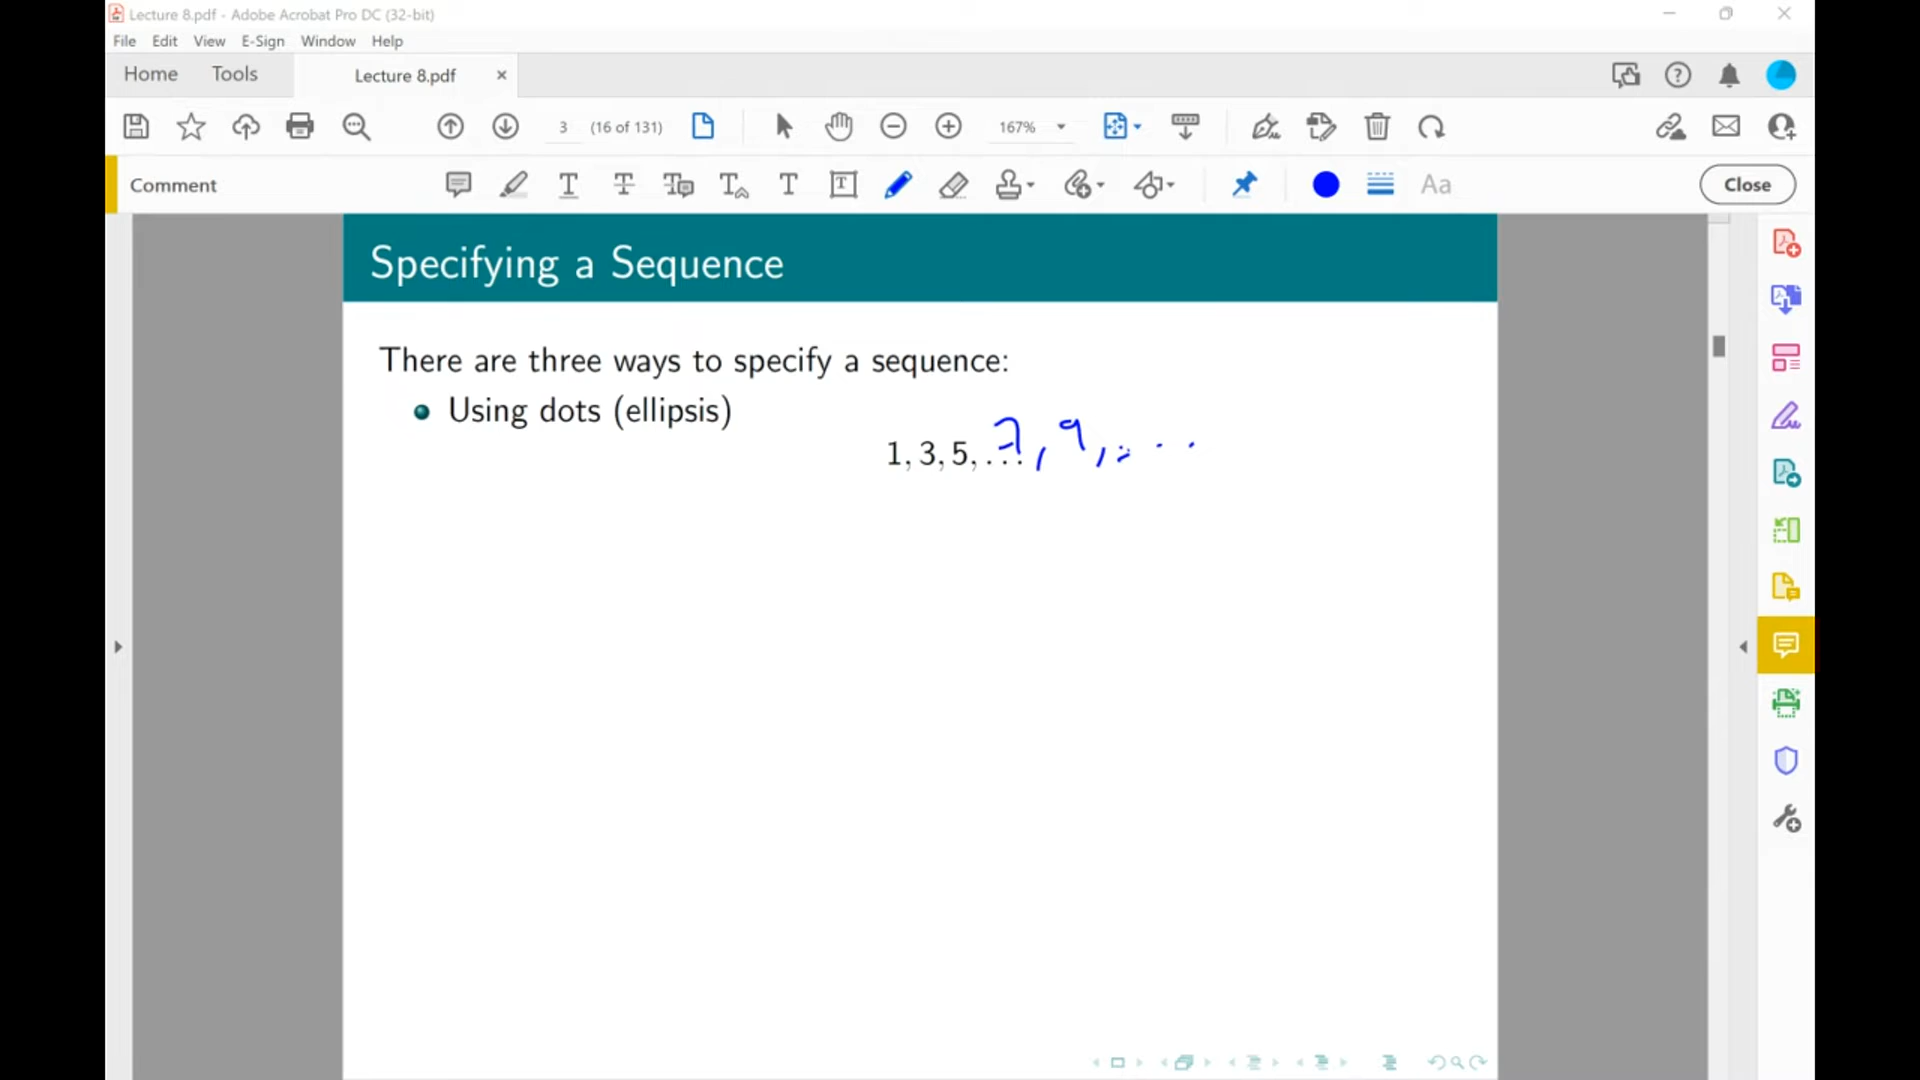 Lecture 8.pdf - Adobe Acrobat Pro DC (32-bit)
File Edit View E-Sign Window Help
Home Tools Lecture 8.pdf
3 (16 of 131) 167%
Comment Aa Close
Specifying a Sequence
There are three ways to specify a sequence:
Using dots (ellipsis)
1, 3, 5, ... 7, 9, ...